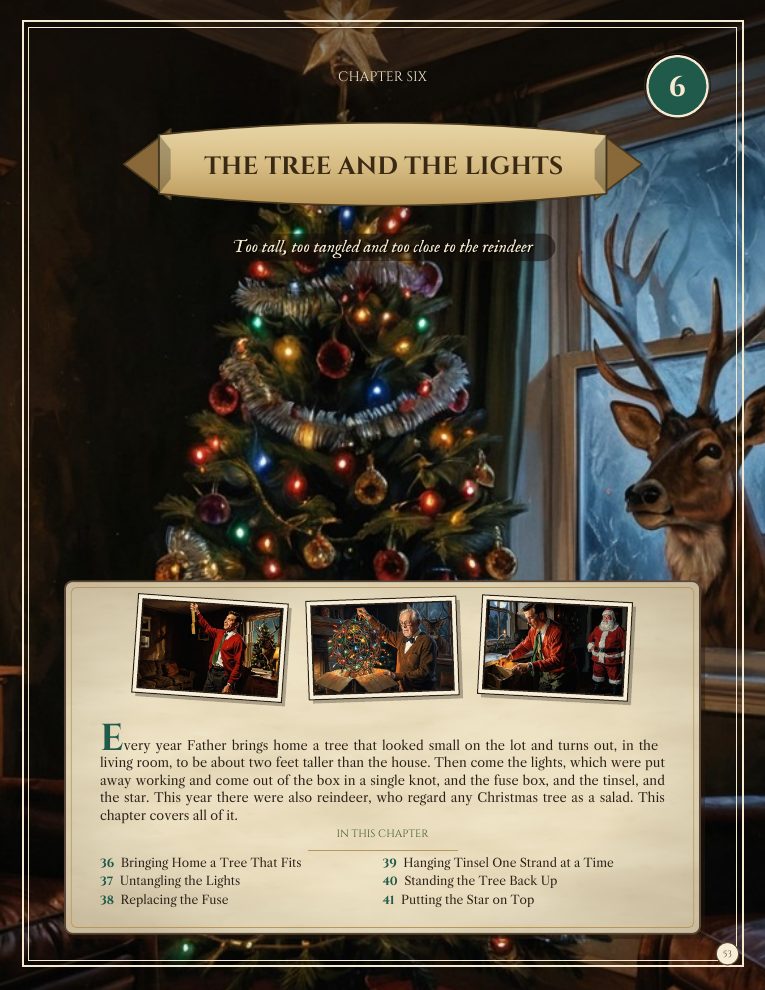 CHAPTER SIX
6
THE TREE AND THE LIGHTS
Too tall, too tangled and too close to the reindeer
Every year Father brings home a tree that looked small on the lot and turns out, in the
living room, to be about two feet taller than the house. Then come the lights, which were put
away working and come out of the box in a single knot, and the fuse box, and the tinsel, and
the star. This year there were also reindeer, who regard any Christmas tree as a salad. This
chapter covers all of it.
IN THIS CHAPTER
36 Bringing Home a Tree That Fits
37 Untangling the Lights
38 Replacing the Fuse
39 Hanging Tinsel One Strand at a Time
40 Standing the Tree Back Up
41 Putting the Star on Top
53